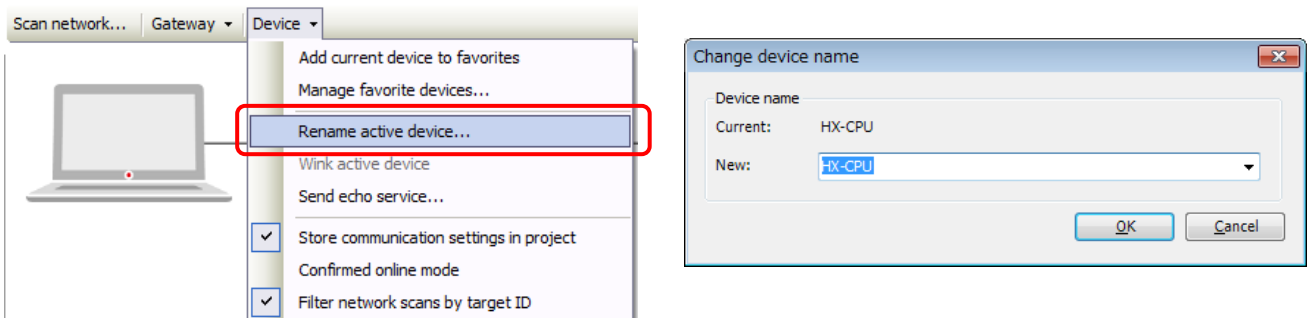 Scan network... Gateway Device
Add current device to favorites
Manage favorite devices...
Rename active device...
Wink active device
Send echo service...
Store communication settings in project
Confirmed online mode
Filter network scans by target ID
Change device name
Device name
Current: HX-CPU
New: HX-CPU
OK Cancel